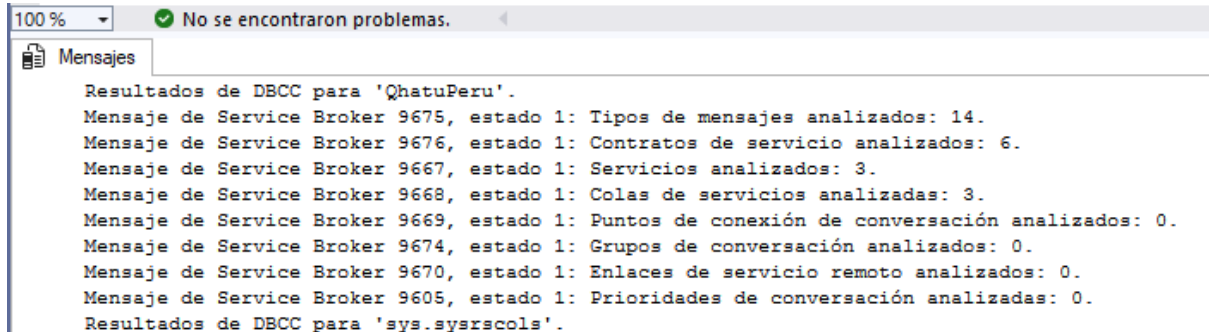 100 %
No se encontraron problemas.
Mensajes
Resultados de DBCC para 'QhatuPeru'.
Mensaje de Service Broker 9675, estado 1: Tipos de mensajes analizados: 14.
Mensaje de Service Broker 9676, estado 1: Contratos de servicio analizados: 6.
Mensaje de Service Broker 9667, estado 1: Servicios analizados: 3.
Mensaje de Service Broker 9668, estado 1: Colas de servicios analizadas: 3.
Mensaje de Service Broker 9669, estado 1: Puntos de conexión de conversación analizados: 0.
Mensaje de Service Broker 9674, estado 1: Grupos de conversación analizados: 0.
Mensaje de Service Broker 9670, estado 1: Enlaces de servicio remoto analizados: 0.
Mensaje de Service Broker 9605, estado 1: Prioridades de conversación analizadas: 0.
Resultados de DBCC para 'sys.sysrscols'.